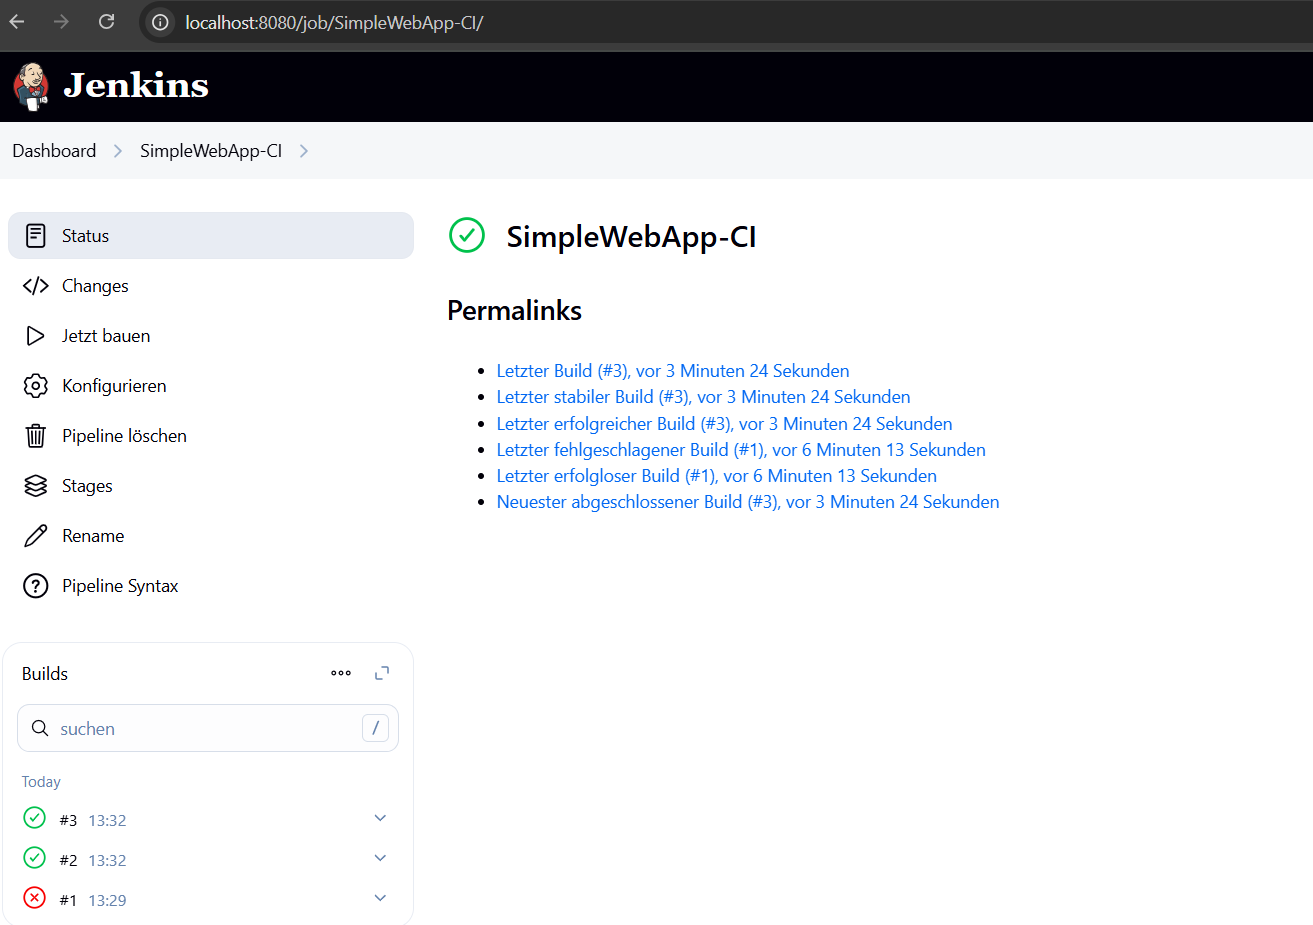 localhost:8080/job/SimpleWebApp-CI/
Jenkins
Dashboard
SimpleWebApp-CI
Status
Changes
Jetzt bauen
Konfigurieren
Pipeline löschen
Stages
Rename
Pipeline Syntax
SimpleWebApp-CI
Permalinks
Letzter Build (#3), vor 3 Minuten 24 Sekunden
Letzter stabiler Build (#3), vor 3 Minuten 24 Sekunden
Letzter erfolgreicher Build (#3), vor 3 Minuten 24 Sekunden
Letzter fehlgeschlagener Build (#1), vor 6 Minuten 13 Sekunden
Letzter erfolgloser Build (#1), vor 6 Minuten 13 Sekunden
Neuester abgeschlossener Build (#3), vor 3 Minuten 24 Sekunden
Builds
suchen /
Today
#3 13:32
#2 13:32
#1 13:29